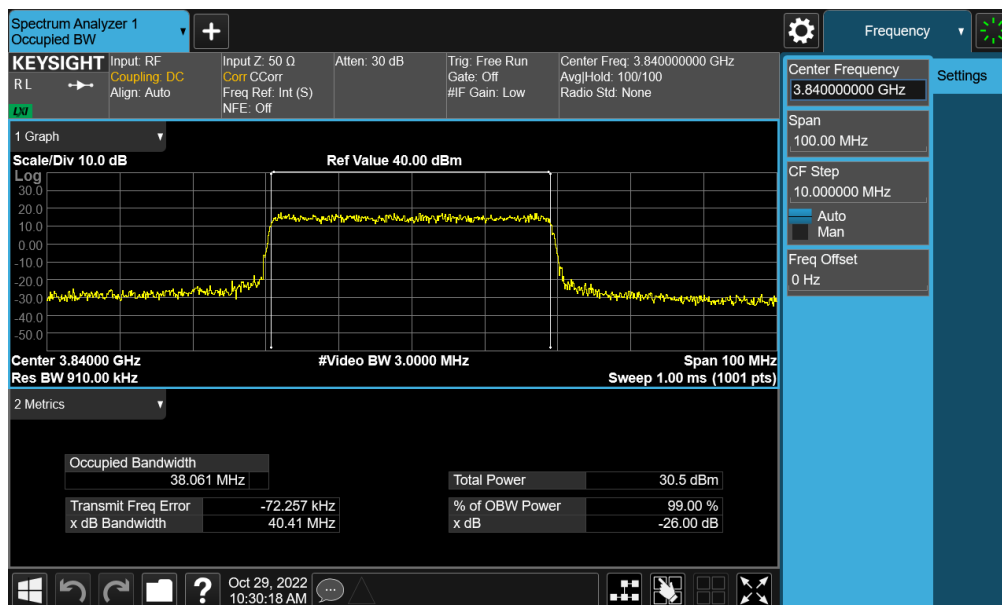 Spectrum Analyzer 1
Occupied BW
+
Frequency
KEYSIGHT
RL
LXI
Input: RF
Coupling: DC
Align: Auto
Input Z: 50 Ω
Corr CCorr
Freq Ref: Int (S)
NFE: Off
Atten: 30 dB
Trig: Free Run
Gate: Off
#IF Gain: Low
Center Freq: 3.840000000 GHz
Avg|Hold: 100/100
Radio Std: None
Center Frequency
3.840000000 GHz
Settings
Span
100.00 MHz
CF Step
10.000000 MHz
Auto
Man
Freq Offset
0 Hz
1 Graph
Scale/Div 10.0 dB
Ref Value 40.00 dBm
Log
30.0
20.0
10.0
0.00
-10.0
-20.0
-30.0
-40.0
-50.0
Center 3.84000 GHz
#Video BW 3.0000 MHz
Span 100 MHz
Res BW 910.00 kHz
Sweep 1.00 ms (1001 pts)
2 Metrics
Occupied Bandwidth
38.061 MHz
Total Power 30.5 dBm
Transmit Freq Error -72.257 kHz
% of OBW Power 99.00 %
x dB Bandwidth 40.41 MHz
x dB -26.00 dB
?
Oct 29, 2022
10:30:18 AM